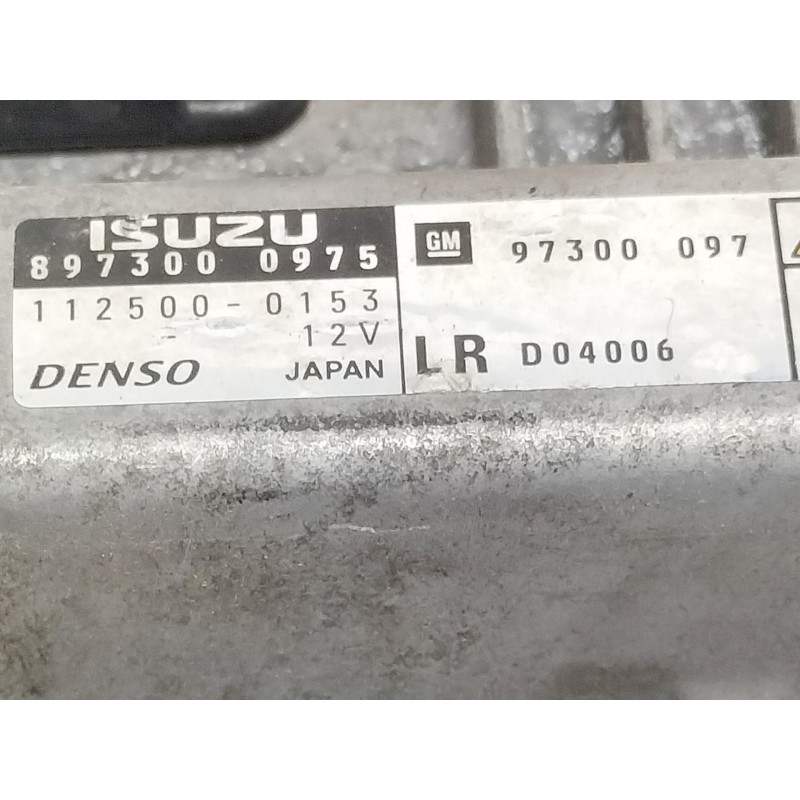 ISUZU
897300 0975
112500-0153
- 12V
DENSO JAPAN
GM 97300 097
LR D04006